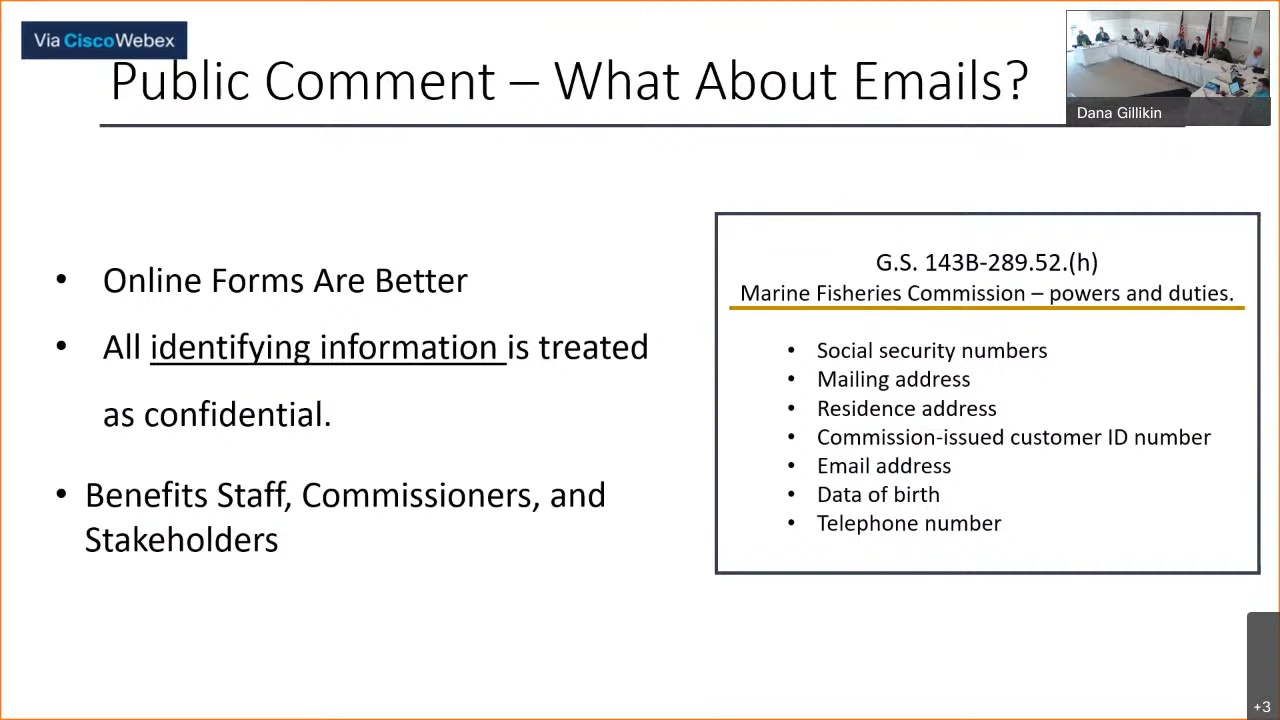 Via CiscoWebex
Public Comment – What About Emails?
Dana Gillikin
• Online Forms Are Better
• All identifying information is treated
as confidential.
• Benefits Staff, Commissioners, and
Stakeholders
G.S. 143B-289.52.(h)
Marine Fisheries Commission – powers and duties.
• Social security numbers
• Mailing address
• Residence address
• Commission-issued customer ID number
• Email address
• Data of birth
• Telephone number
+3